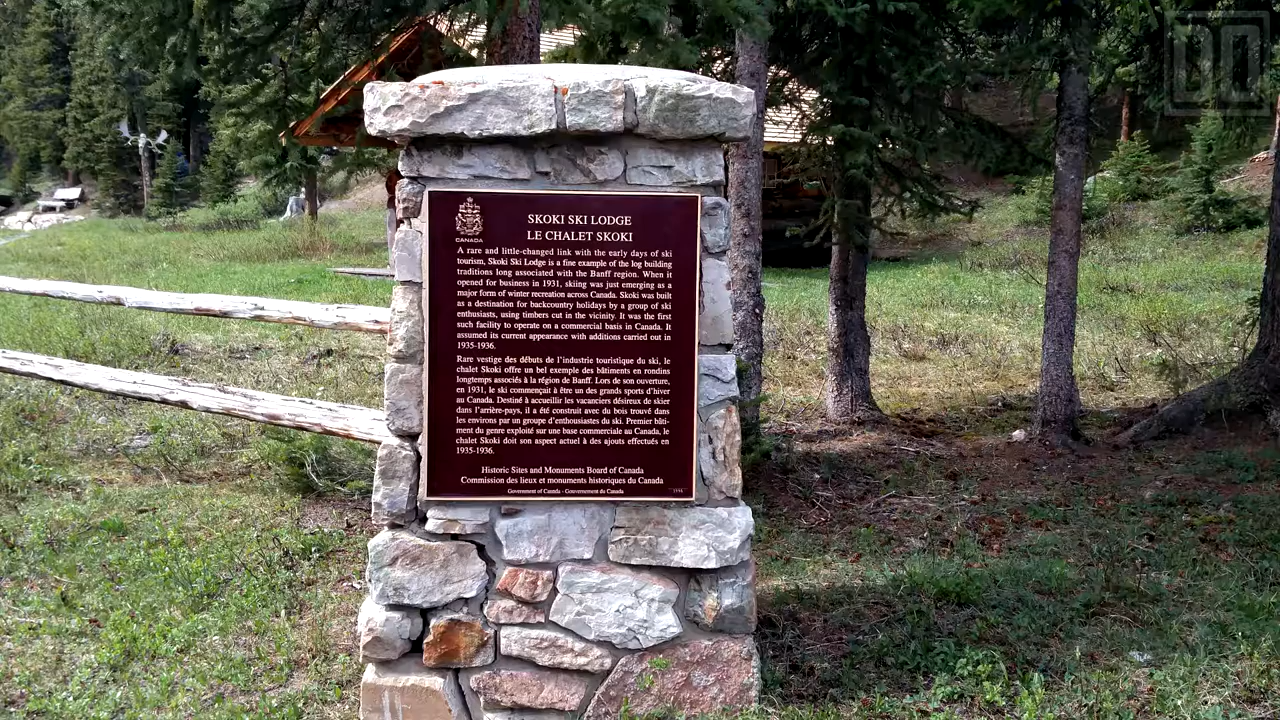 SKOKI SKI LODGE
LE CHALET SKOKI
CANADA
A rare and little-changed link with the early days of ski
tourism, Skoki Ski Lodge is a fine example of the log building
traditions long associated with the Banff region. When it
opened for business in 1931, skiing was just emerging as a
major form of winter recreation across Canada. Skoki was built
as a destination for backcountry holidays by a group of ski
enthusiasts, using timbers cut in the vicinity. It was the first
such facility to operate on a commercial basis in Canada. It
assumed its current appearance with additions carried out in
1935-1936.
Rare vestige des débuts de l'industrie touristique du ski, le
chalet Skoki offre un bel exemple des bâtiments en rondins
longtemps associés à la région de Banff. Lors de son ouverture,
en 1931, le ski commençait à être un des grands sports d'hiver
au Canada. Destiné à accueillir les vacanciers désireux de skier
dans l'arrière-pays, il a été construit avec du bois trouvé dans
les environs par un groupe d'enthousiastes du ski. Premier bâti-
ment du genre exploité sur une base commerciale au Canada, le
chalet Skoki doit son aspect actuel à des ajouts effectués en
1935-1936.
Historic Sites and Monuments Board of Canada
Commission des lieux et monuments historiques du Canada
Government of Canada - Gouvernement du Canada